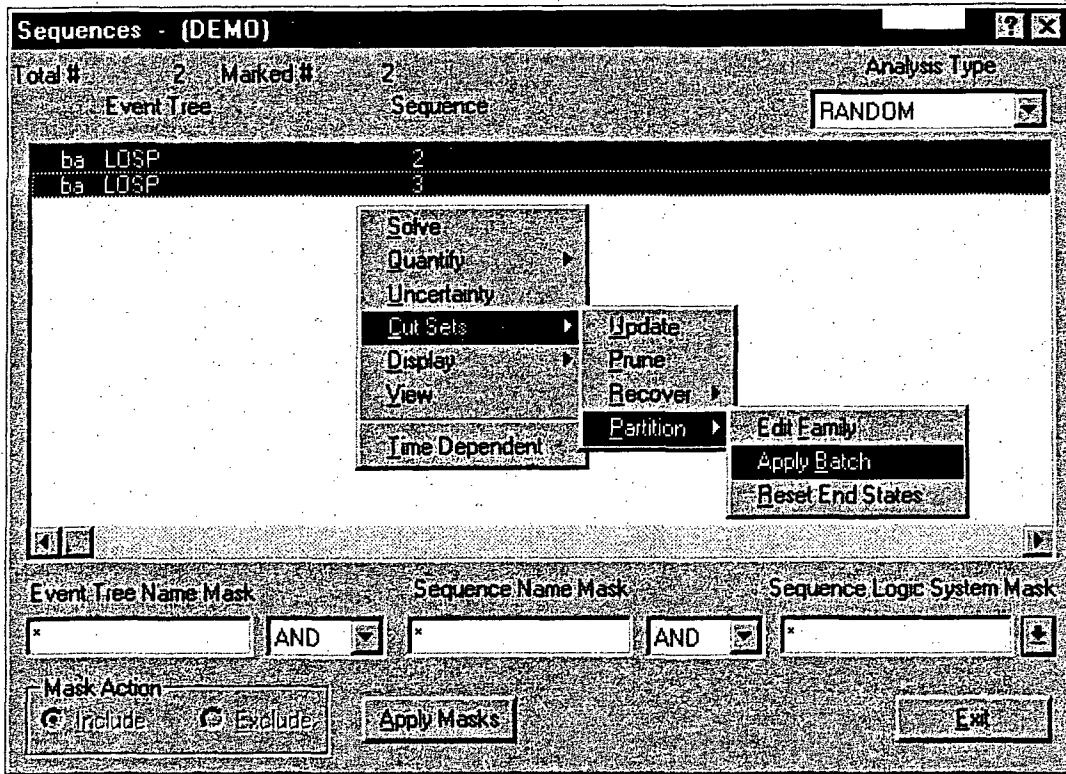 Sequences - (DEMO)
Total # 2 Marked # 2
Analysis Type
Event Tree Sequence
RANDOM
ba LOSP 2
ba LOSP 3
Solve
Quantify
Uncertainty
Cut Sets
Display
View
Time Dependent
Update
Prune
Recover
Partition
Edit Family
Apply Batch
Reset End States
Event Tree Name Mask
Sequence Name Mask
Sequence Logic System Mask
* AND * AND *
Mask Action
Include Exclude
Apply Masks
Exit